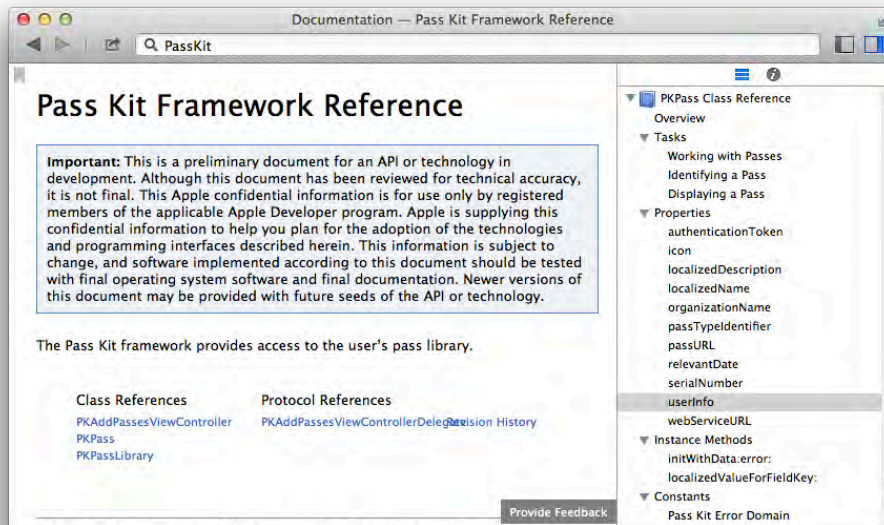 Documentation — Pass Kit Framework Reference
PassKit
Pass Kit Framework Reference
Important: This is a preliminary document for an API or technology in
development. Although this document has been reviewed for technical accuracy,
it is not final. This Apple confidential information is for use only by registered
members of the applicable Apple Developer program. Apple is supplying this
confidential information to help you plan for the adoption of the technologies
and programming interfaces described herein. This information is subject to
change, and software implemented according to this document should be tested
with final operating system software and final documentation. Newer versions of
this document may be provided with future seeds of the API or technology.
The Pass Kit framework provides access to the user's pass library.
Class References
PKAddPassesViewController
PKPass
PKPassLibrary
Protocol References
PKAddPassesViewControllerDelegate
Revision History
Provide Feedback
PKPass Class Reference
Overview
Tasks
Working with Passes
Identifying a Pass
Displaying a Pass
Properties
authenticationToken
icon
localizedDescription
localizedName
organizationName
passTypeIdentifier
passURL
relevantDate
serialNumber
userInfo
webServiceURL
Instance Methods
initWithData:error:
localizedValueForFieldKey:
Constants
Pass Kit Error Domain